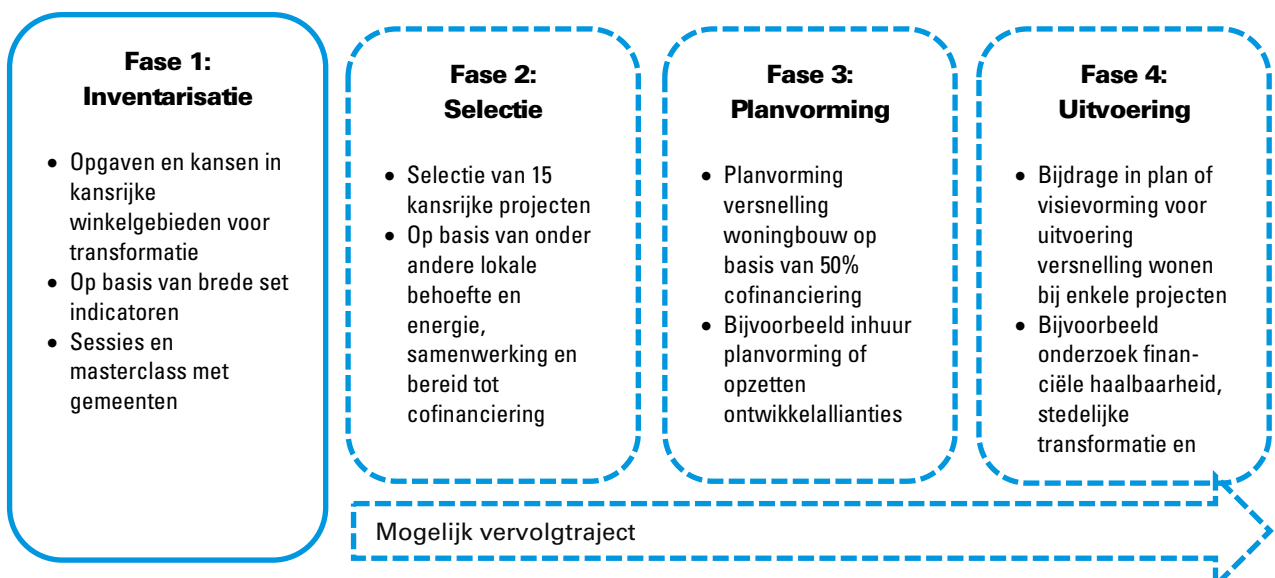 Fase 1:
Inventarisatie
• Opgaven en kansen in
kansrijke
winkelgebieden voor
transformatie
• Op basis van brede set
indicatoren
• Sessies en
masterclass met
gemeenten
Fase 2:
Selectie
• Selectie van 15
kansrijke projecten
• Op basis van onder
andere lokale
behoefte en
energie,
samenwerking en
bereid tot
cofinanciering
Fase 3:
Planvorming
• Planvorming
versnelling
woningbouw op
basis van 50%
cofinanciering
• Bijvoorbeeld inhuur
planvorming of
opzetten
ontwikkelallianties
Fase 4:
Uitvoering
• Bijdrage in plan of
visievorming voor
uitvoering
versnelling wonen
bij enkele projecten
• Bijvoorbeeld
onderzoek finan-
ciële haalbaarheid,
stedelijke
transformatie en
Mogelijk vervolgtraject